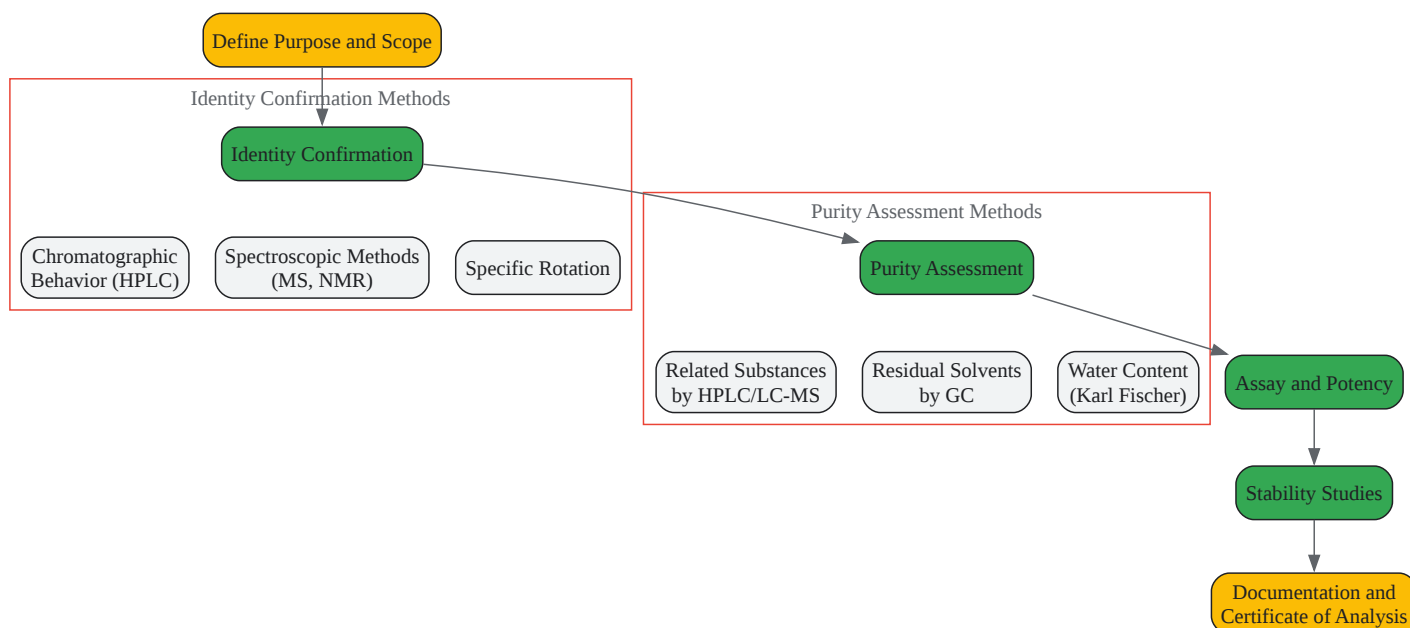 Define Purpose and Scope
Identity Confirmation Methods
Identity Confirmation
Chromatographic
Behavior (HPLC)
Spectroscopic Methods
(MS, NMR)
Specific Rotation
Purity Assessment Methods
Purity Assessment
Related Substances
by HPLC/LC-MS
Residual Solvents
by GC
Water Content
(Karl Fischer)
Assay and Potency
Stability Studies
Documentation and
Certificate of Analysis